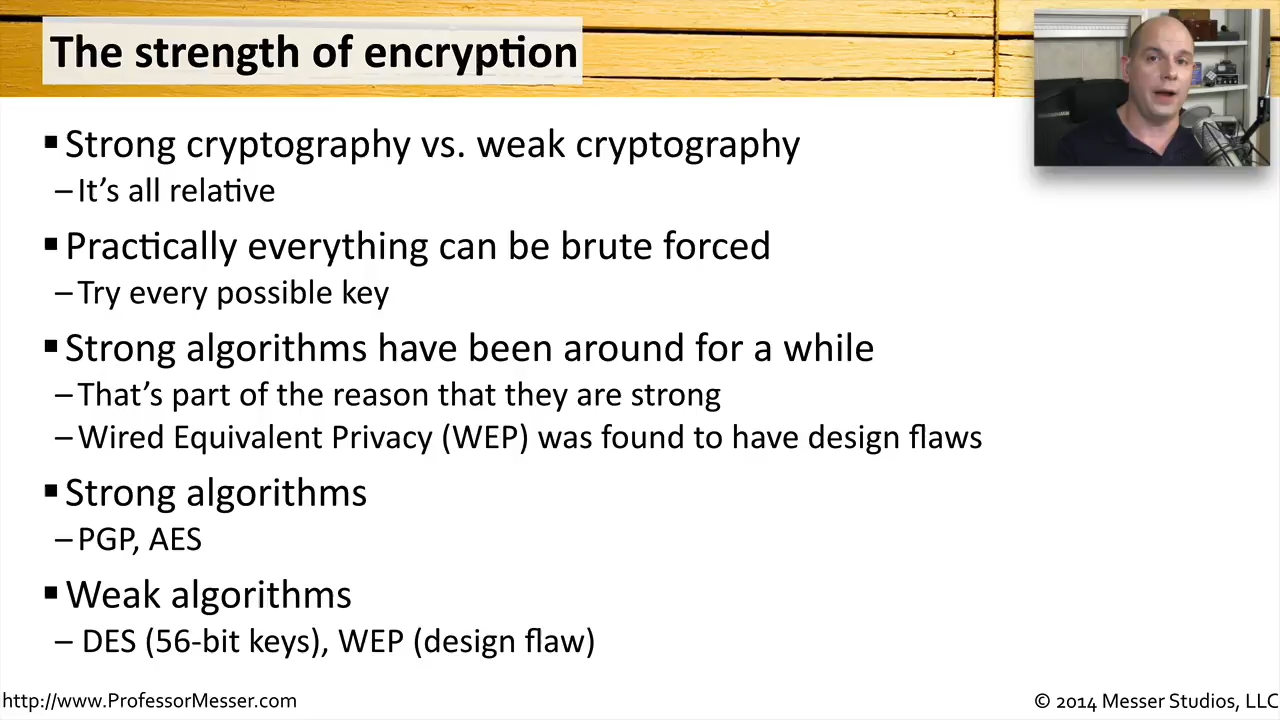 The strength of encryption
▪ Strong cryptography vs. weak cryptography
– It's all relative
▪ Practically everything can be brute forced
– Try every possible key
▪ Strong algorithms have been around for a while
– That's part of the reason that they are strong
– Wired Equivalent Privacy (WEP) was found to have design flaws
▪ Strong algorithms
– PGP, AES
▪ Weak algorithms
– DES (56-bit keys), WEP (design flaw)
http://www.ProfessorMesser.com
© 2014 Messer Studios, LLC